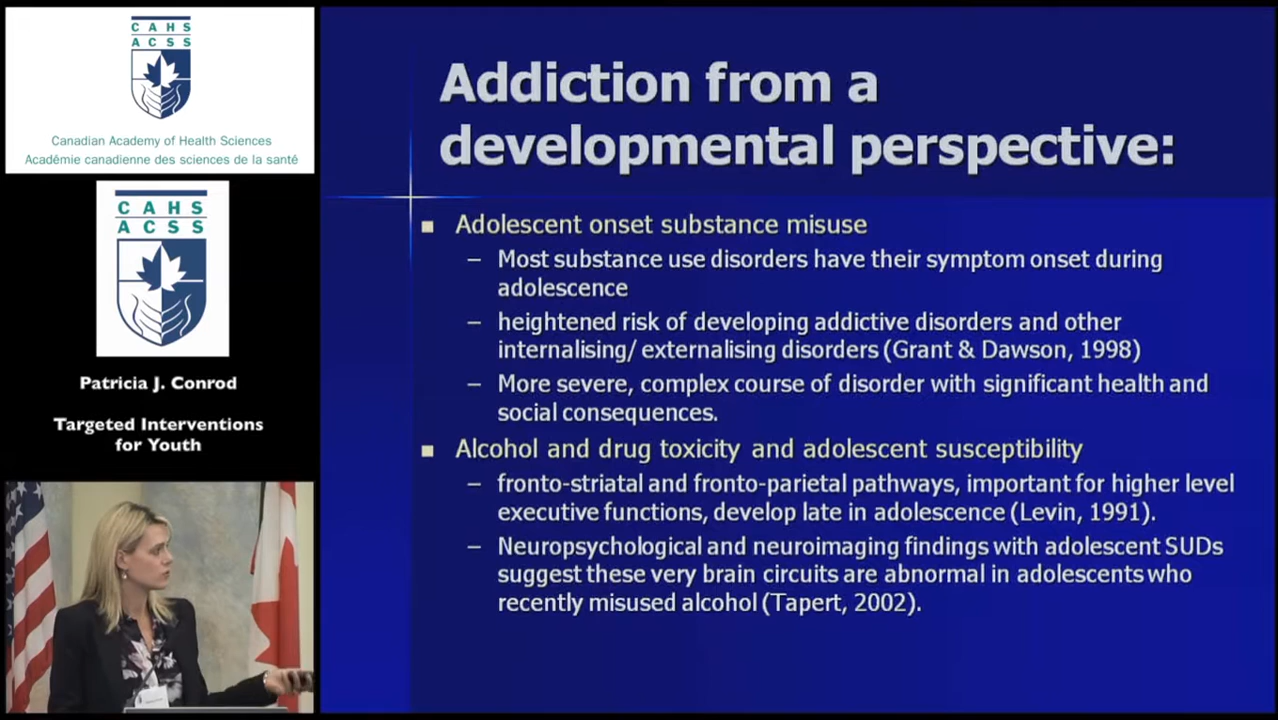 CAHS
ACSS
Canadian Academy of Health Sciences
Académie canadienne des sciences de la santé
CAHS
ACSS
Patricia J. Conrod
Targeted Interventions
for Youth
Addiction from a
developmental perspective:
Adolescent onset substance misuse
– Most substance use disorders have their symptom onset during
adolescence
– heightened risk of developing addictive disorders and other
internalising/ externalising disorders (Grant & Dawson, 1998)
– More severe, complex course of disorder with significant health and
social consequences.
Alcohol and drug toxicity and adolescent susceptibility
– fronto-striatal and fronto-parietal pathways, important for higher level
executive functions, develop late in adolescence (Levin, 1991).
– Neuropsychological and neuroimaging findings with adolescent SUDs
suggest these very brain circuits are abnormal in adolescents who
recently misused alcohol (Tapert, 2002).